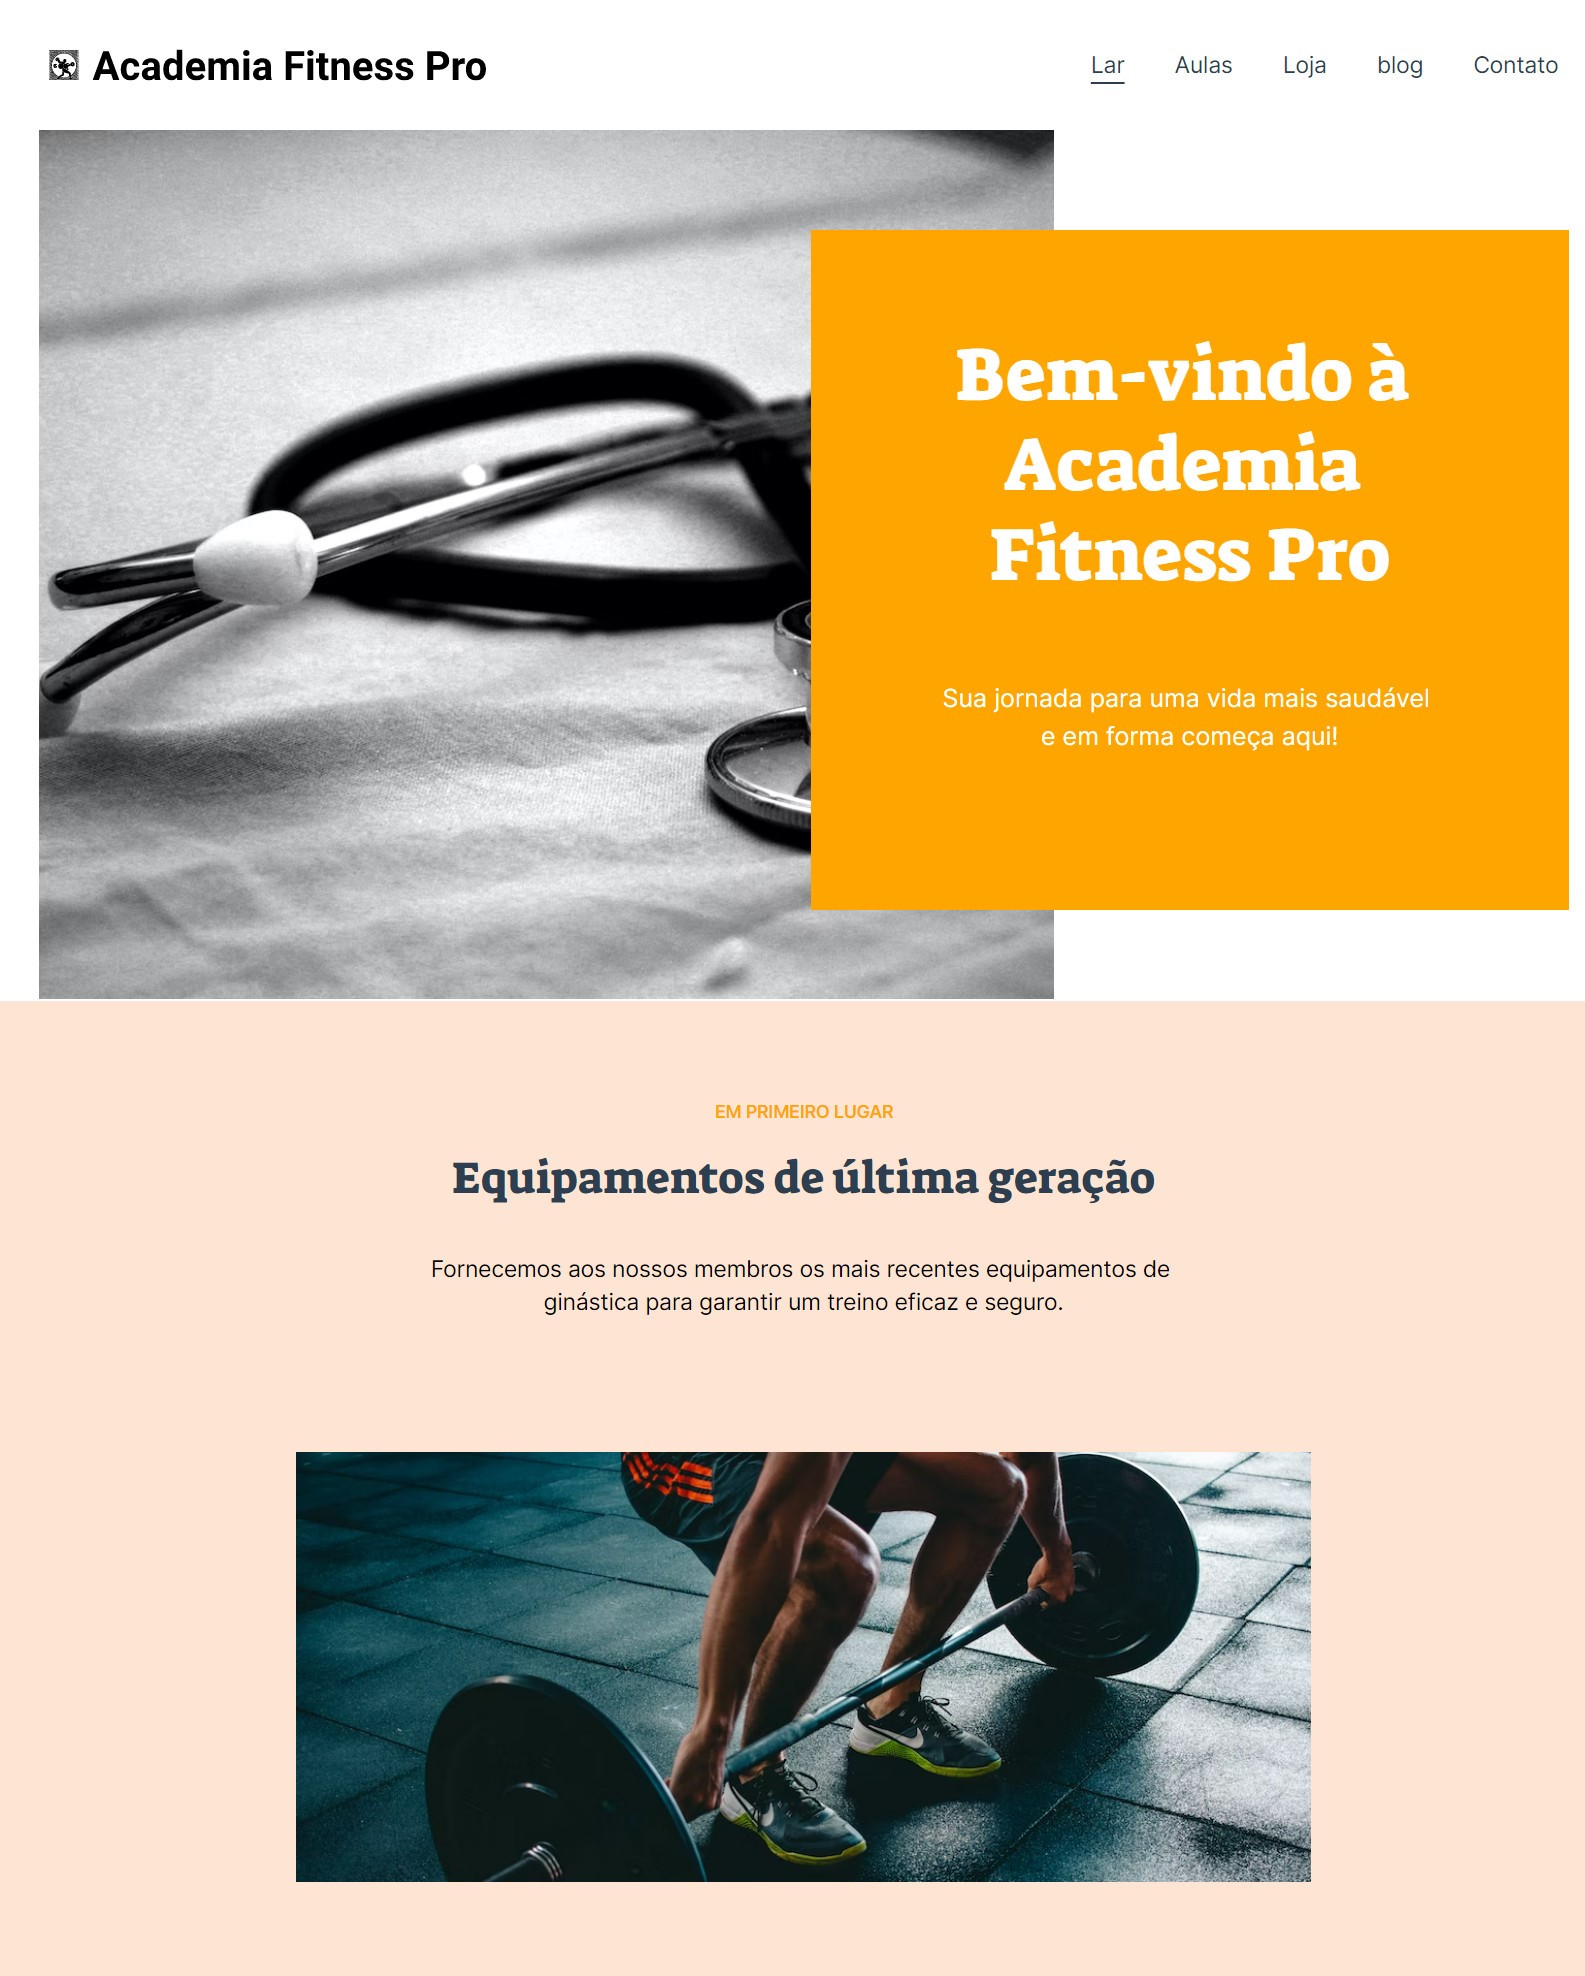 Academia Fitness Pro
Lar
Aulas
Loja
blog
Contato
Bem-vindo à
Academia
Fitness Pro
Sua jornada para uma vida mais saudável
e em forma começa aqui!
EM PRIMEIRO LUGAR
Equipamentos de última geração
Fornecemos aos nossos membros os mais recentes equipamentos de
ginástica para garantir um treino eficaz e seguro.